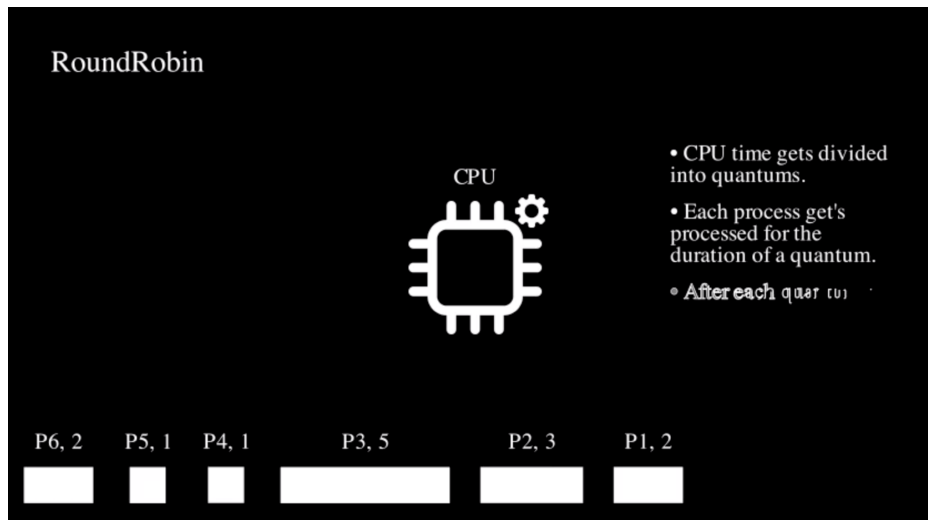 RoundRobin
CPU
• CPU time gets divided
into quantums.
• Each process get's
processed for the
duration of a quantum.
• After each
P6, 2
P5, 1
P4, 1
P3, 5
P2, 3
P1, 2